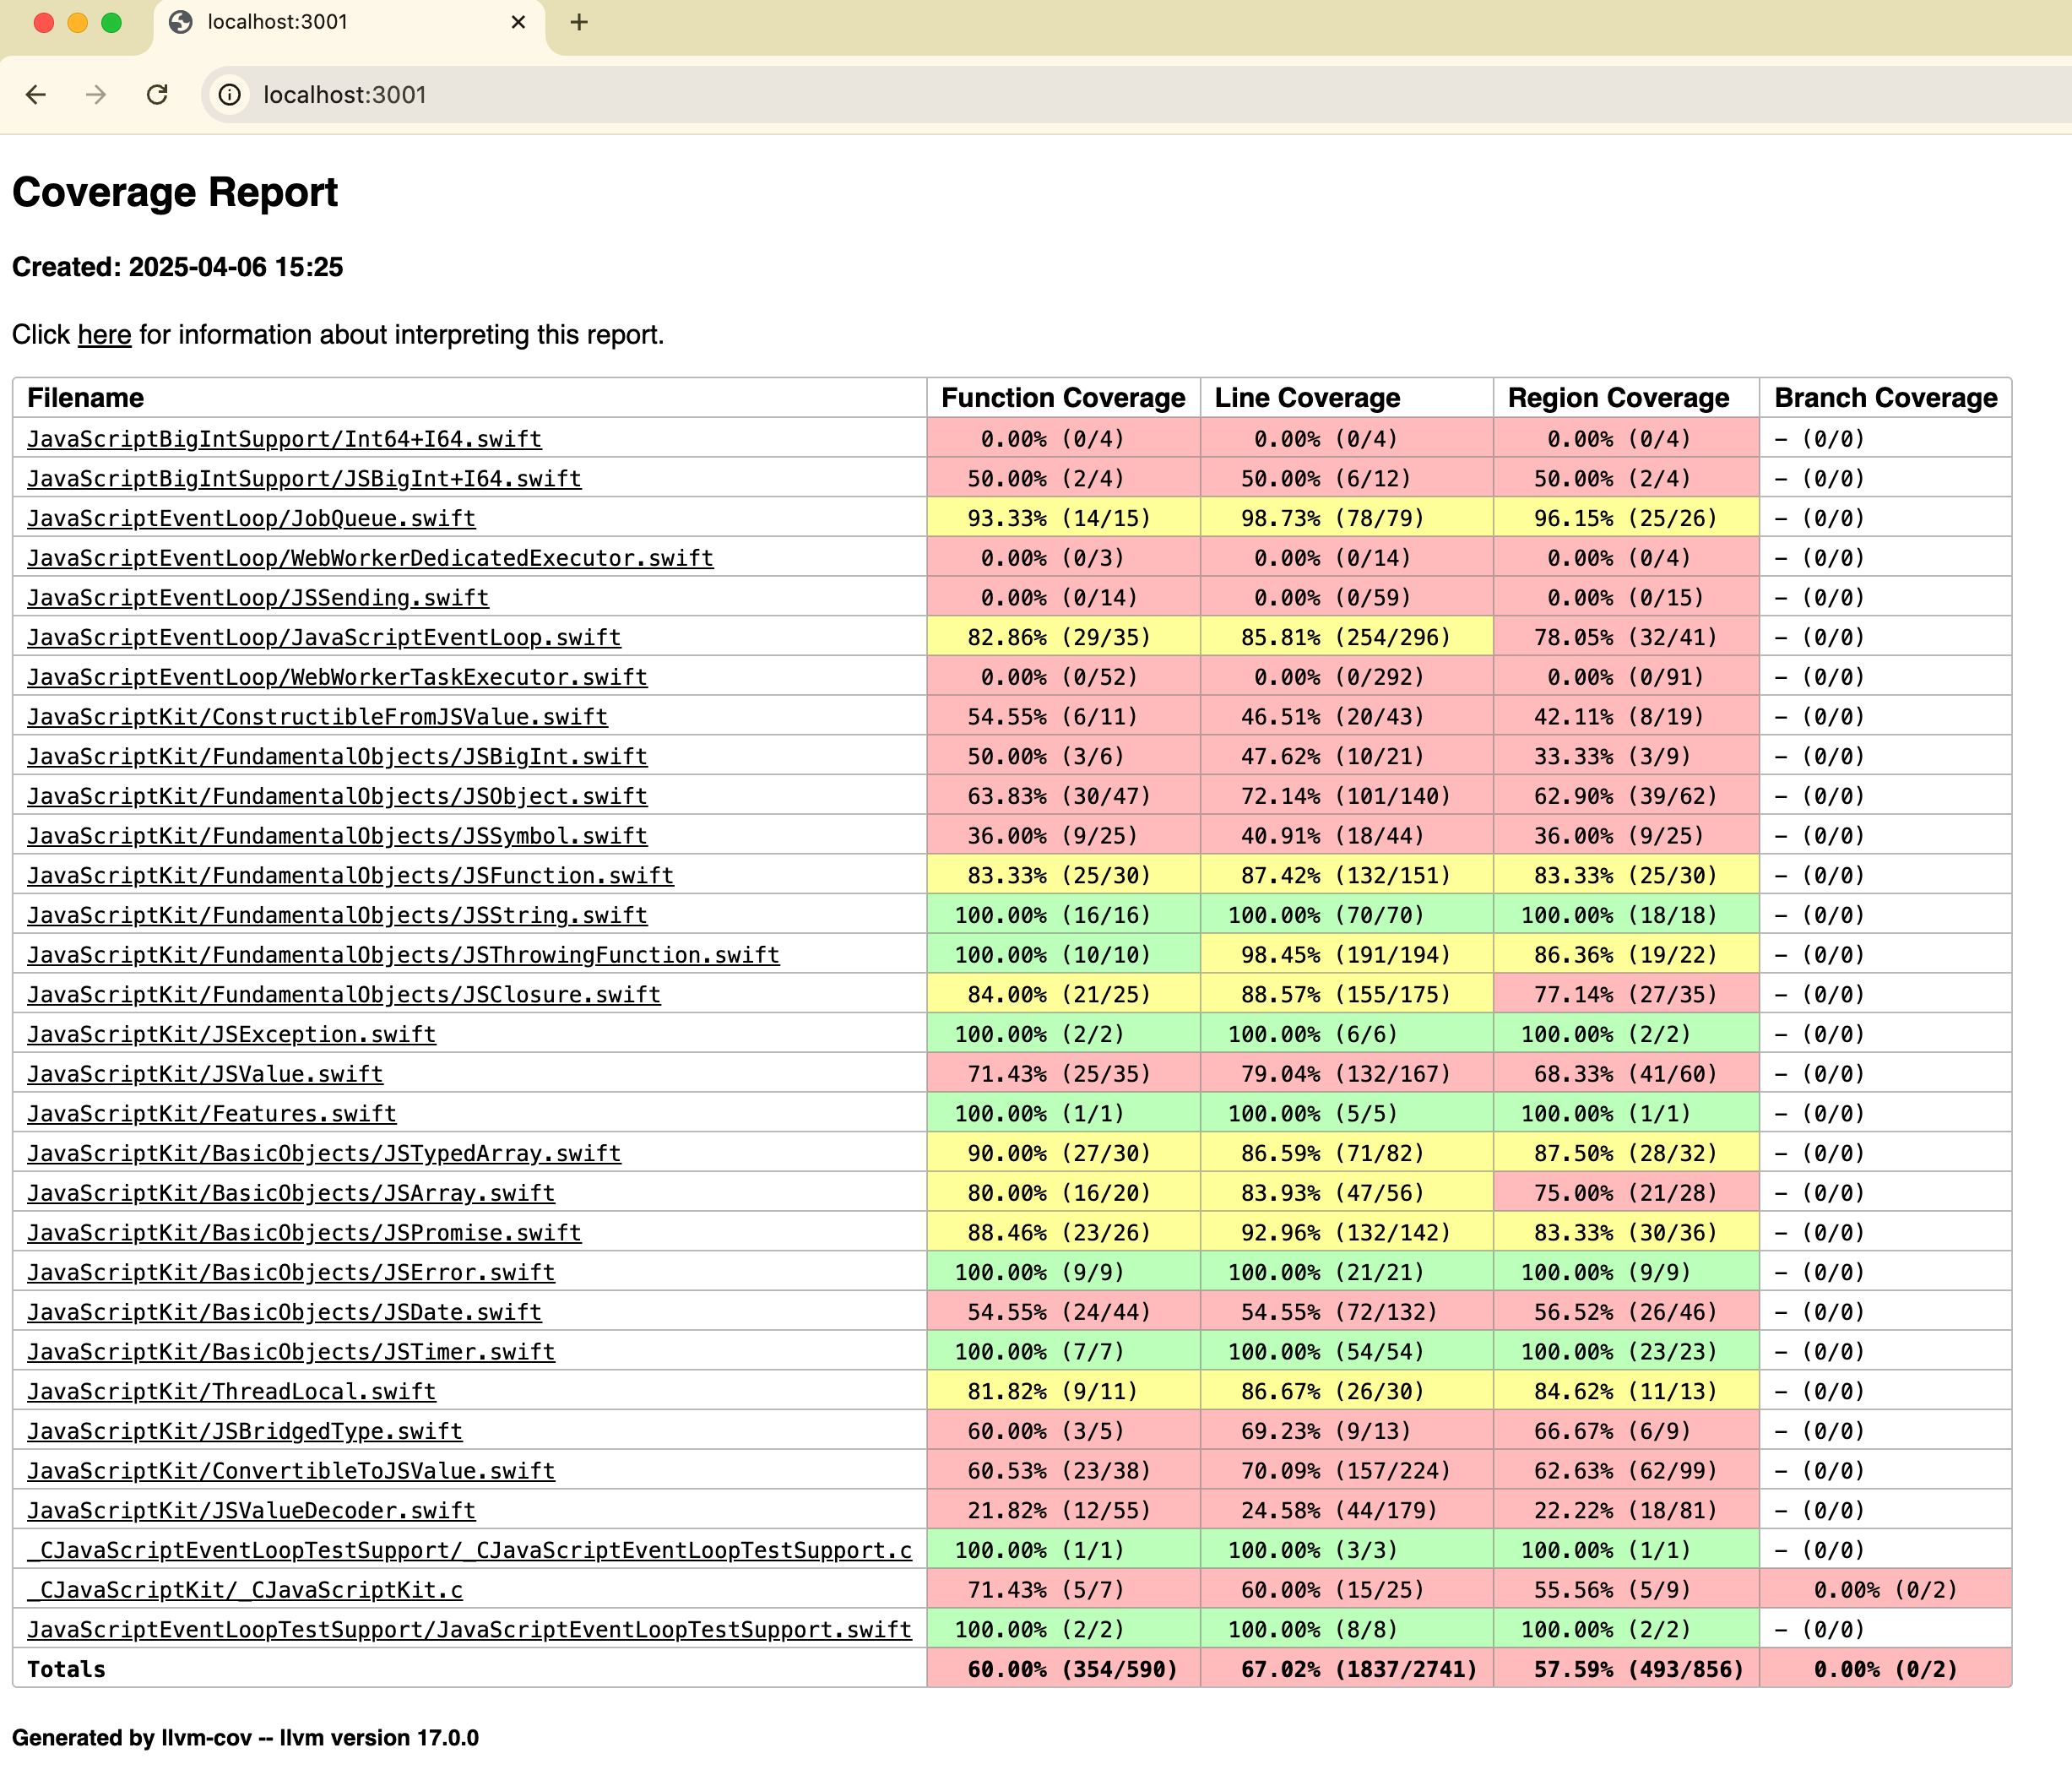 localhost:3001
localhost:3001
Coverage Report
Created: 2025-04-06 15:25
Click here for information about interpreting this report.
Filename Function Coverage Line Coverage Region Coverage Branch Coverage
JavaScriptBigIntSupport/Int64+I64.swift 0.00% (0/4) 0.00% (0/4) 0.00% (0/4) - (0/0)
JavaScriptBigIntSupport/JSBigInt+I64.swift 50.00% (2/4) 50.00% (6/12) 50.00% (2/4) - (0/0)
JavaScriptEventLoop/JobQueue.swift 93.33% (14/15) 98.73% (78/79) 96.15% (25/26) - (0/0)
JavaScriptEventLoop/WebWorkerDedicatedExecutor.swift 0.00% (0/3) 0.00% (0/14) 0.00% (0/4) - (0/0)
JavaScriptEventLoop/JSSending.swift 0.00% (0/14) 0.00% (0/59) 0.00% (0/15) - (0/0)
JavaScriptEventLoop/JavaScriptEventLoop.swift 82.86% (29/35) 85.81% (254/296) 78.05% (32/41) - (0/0)
JavaScriptEventLoop/WebWorkerTaskExecutor.swift 0.00% (0/52) 0.00% (0/292) 0.00% (0/91) - (0/0)
JavaScriptKit/ConstructibleFromJSValue.swift 54.55% (6/11) 46.51% (20/43) 42.11% (8/19) - (0/0)
JavaScriptKit/FundamentalObjects/JSBigInt.swift 50.00% (3/6) 47.62% (10/21) 33.33% (3/9) - (0/0)
JavaScriptKit/FundamentalObjects/JSObject.swift 63.83% (30/47) 72.14% (101/140) 62.90% (39/62) - (0/0)
JavaScriptKit/FundamentalObjects/JSSymbol.swift 36.00% (9/25) 40.91% (18/44) 36.00% (9/25) - (0/0)
JavaScriptKit/FundamentalObjects/JSFunction.swift 83.33% (25/30) 87.42% (132/151) 83.33% (25/30) - (0/0)
JavaScriptKit/FundamentalObjects/JSString.swift 100.00% (16/16) 100.00% (70/70) 100.00% (18/18) - (0/0)
JavaScriptKit/FundamentalObjects/JSThrowingFunction.swift 100.00% (10/10) 98.45% (191/194) 86.36% (19/22) - (0/0)
JavaScriptKit/FundamentalObjects/JSClosure.swift 84.00% (21/25) 88.57% (155/175) 77.14% (27/35) - (0/0)
JavaScriptKit/JSException.swift 100.00% (2/2) 100.00% (6/6) 100.00% (2/2) - (0/0)
JavaScriptKit/JSValue.swift 71.43% (25/35) 79.04% (132/167) 68.33% (41/60) - (0/0)
JavaScriptKit/Features.swift 100.00% (1/1) 100.00% (5/5) 100.00% (1/1) - (0/0)
JavaScriptKit/BasicObjects/JSTypedArray.swift 90.00% (27/30) 86.59% (71/82) 87.50% (28/32) - (0/0)
JavaScriptKit/BasicObjects/JSArray.swift 80.00% (16/20) 83.93% (47/56) 75.00% (21/28) - (0/0)
JavaScriptKit/BasicObjects/JSPromise.swift 88.46% (23/26) 92.96% (132/142) 83.33% (30/36) - (0/0)
JavaScriptKit/BasicObjects/JSError.swift 100.00% (9/9) 100.00% (21/21) 100.00% (9/9) - (0/0)
JavaScriptKit/BasicObjects/JSDate.swift 54.55% (24/44) 54.55% (72/132) 56.52% (26/46) - (0/0)
JavaScriptKit/BasicObjects/JSTimer.swift 100.00% (7/7) 100.00% (54/54) 100.00% (23/23) - (0/0)
JavaScriptKit/ThreadLocal.swift 81.82% (9/11) 86.67% (26/30) 84.62% (11/13) - (0/0)
JavaScriptKit/JSBridgedType.swift 60.00% (3/5) 69.23% (9/13) 66.67% (6/9) - (0/0)
JavaScriptKit/ConvertibleToJSValue.swift 60.53% (23/38) 70.09% (157/224) 62.63% (62/99) - (0/0)
JavaScriptKit/JSValueDecoder.swift 21.82% (12/55) 24.58% (44/179) 22.22% (18/81) - (0/0)
_CJavaScriptEventLoopTestSupport/_CJavaScriptEventLoopTestSupport.c 100.00% (1/1) 100.00% (3/3) 100.00% (1/1) - (0/0)
_CJavaScriptKit/_CJavaScriptKit.c 71.43% (5/7) 60.00% (15/25) 55.56% (5/9) 0.00% (0/2)
JavaScriptEventLoopTestSupport/JavaScriptEventLoopTestSupport.swift 100.00% (2/2) 100.00% (8/8) 100.00% (2/2) - (0/0)
Totals 60.00% (354/590) 67.02% (1837/2741) 57.59% (493/856) 0.00% (0/2)
Generated by llvm-cov -- llvm version 17.0.0